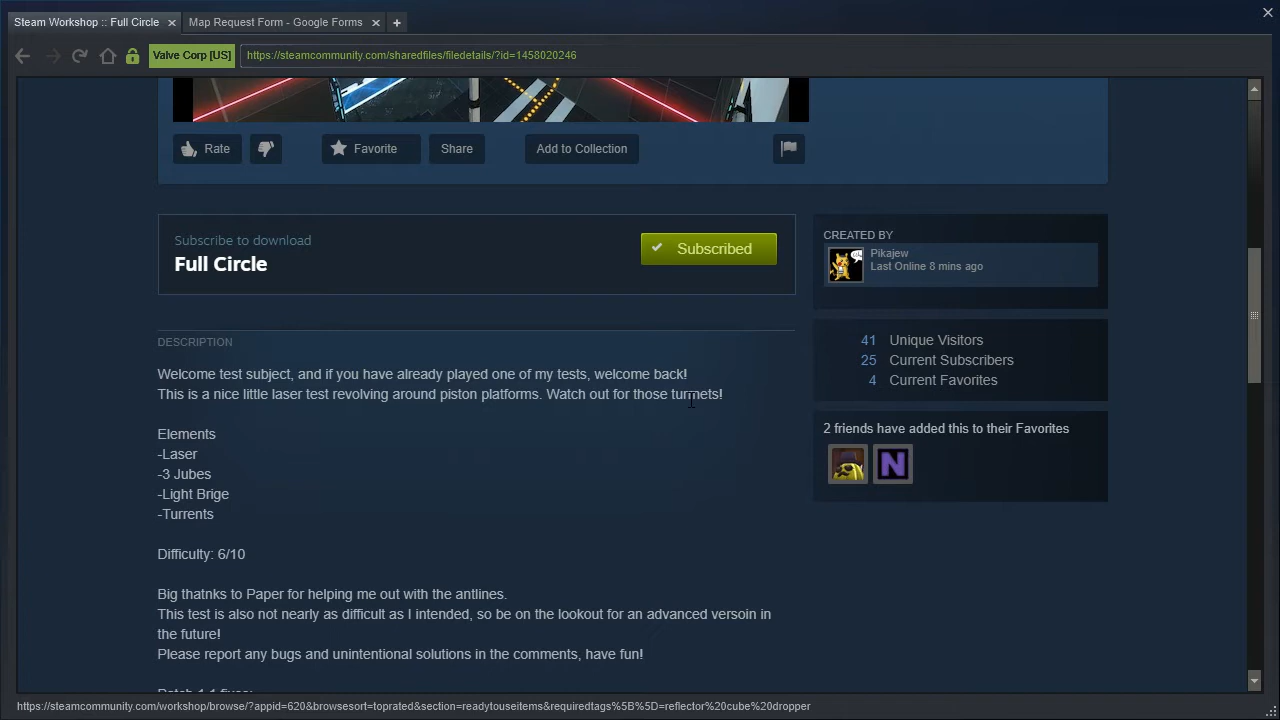 Steam Workshop :: Full Circle
Map Request Form - Google Forms
Valve Corp [US]
https://steamcommunity.com/sharedfiles/filedetails/?id=1458020246
Rate
Favorite
Share
Add to Collection
Subscribe to download
Full Circle
Subscribed
CREATED BY
Pikajew
Last Online 8 mins ago
41 Unique Visitors
25 Current Subscribers
4 Current Favorites
2 friends have added this to their Favorites
N
DESCRIPTION
Welcome test subject, and if you have already played one of my tests, welcome back!
This is a nice little laser test revolving around piston platforms. Watch out for those turrnets!
Elements
-Laser
-3 Jubes
-Light Brige
-Turrents
Difficulty: 6/10
Big thatnks to Paper for helping me out with the antlines.
This test is also not nearly as difficult as I intended, so be on the lookout for an advanced versoin in
the future!
Please report any bugs and unintentional solutions in the comments, have fun!
Patch 1.1 fixes:
https://steamcommunity.com/workshop/browse/?appid=620&browsesort=toprated&section=readytouseitems&requiredtags%5B%5D=reflector%20cube%20dropper